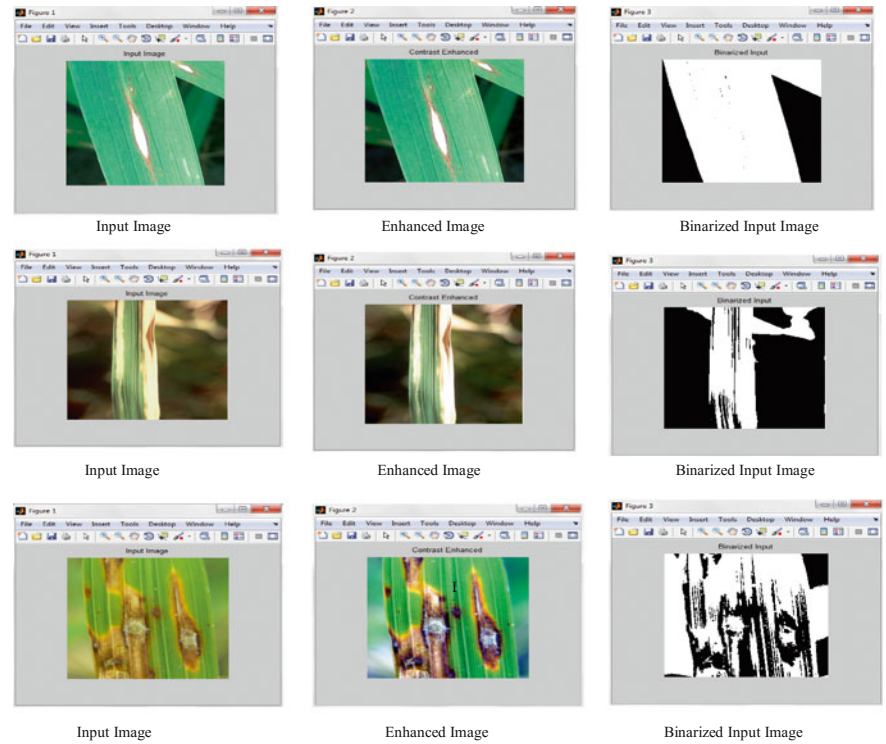 Figure 1
File Edit View Insert Tools Desktop Window Help
Input Image
Figure 2
File Edit View Insert Tools Desktop Window Help
Contrast Enhanced
Figure 3
File Edit View Insert Tools Desktop Window Help
Binarized Input
Input Image
Enhanced Image
Binarized Input Image
Figure 1
File Edit View Insert Tools Desktop Window Help
Input Image
Figure 2
File Edit View Insert Tools Desktop Window Help
Contrast Enhanced
Figure 3
File Edit View Insert Tools Desktop Window Help
Binarized Input
Input Image
Enhanced Image
Binarized Input Image
Figure 1
File Edit View Insert Tools Desktop Window Help
Input Image
Figure 2
File Edit View Insert Tools Desktop Window Help
Contrast Enhanced
Figure 3
File Edit View Insert Tools Desktop Window Help
Binarized Input
Input Image
Enhanced Image
Binarized Input Image